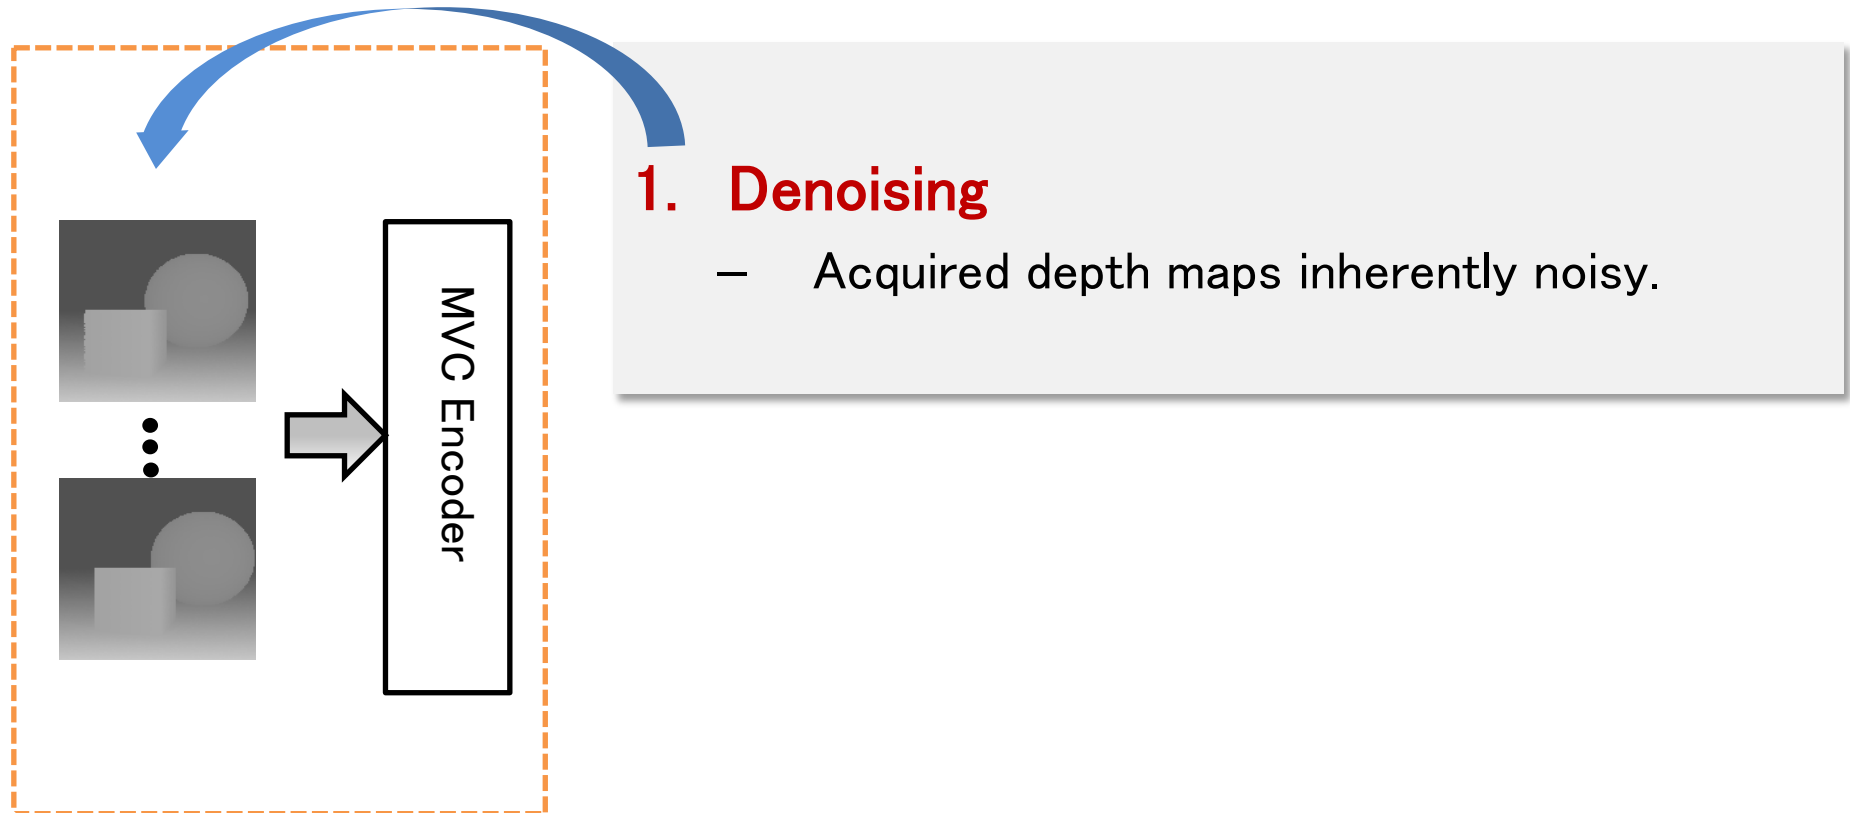 1. Denoising
– Acquired depth maps inherently noisy.
MVC Encoder